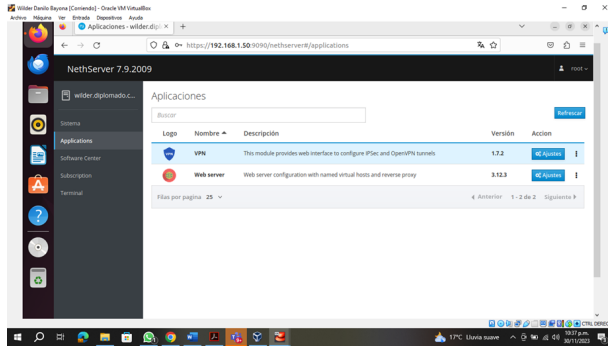 Wilder Danilo Bayona [Corriendo] - Oracle VM VirtualBox
Archivo Máquina Ver Entrada Dispositivos Ayuda
Aplicaciones - wilder.dipl
https://192.168.1.50:9090/nethserver#/applications
NethServer 7.9.2009
root
wilder.diplomado.c...
Sistema
Applications
Software Center
Subscription
Terminal
Aplicaciones
Buscar
Refrescar
Logo Nombre Descripción Versión Accion
VPN This module provides web interface to configure IPSec and OpenVPN tunnels 1.7.2 Ajustes
Web server Web server configuration with named virtual hosts and reverse proxy 3.12.3 Ajustes
Filas por pagina 25 Anterior 1 - 2 de 2 Siguiente
CTRL DEREC
17°C Lluvia suave
10:37 p.m.
30/11/2023